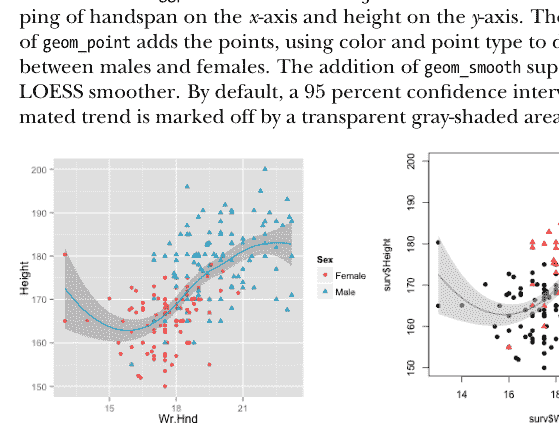 ping of handspan on the x-axis and height on the y-axis. The
of geom_point adds the points, using color and point type to d
between males and females. The addition of geom_smooth sup
LOESS smoother. By default, a 95 percent confidence interv
mated trend is marked off by a transparent gray-shaded area
200
190
180
170
160
150
Height
15
18
21
Wr.Hnd
Sex
Female
Male
200
190
180
170
160
150
surv$Height
14
16
18
surv$W